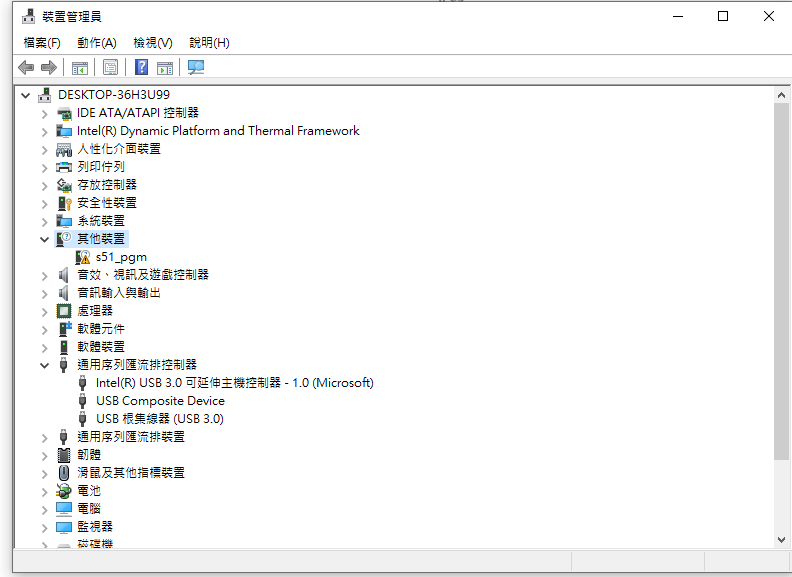 裝置管理員
檔案(F) 動作(A) 檢視(V) 說明(H)
DESKTOP-36H3U99
IDE ATA/ATAPI 控制器
Intel(R) Dynamic Platform and Thermal Framework
人性化介面裝置
列印佇列
存放控制器
安全性裝置
系統裝置
其他裝置
s51_pgm
音效、視訊及遊戲控制器
音訊輸入與輸出
處理器
軟體元件
軟體裝置
通用序列匯流排控制器
Intel(R) USB 3.0 可延伸主機控制器 - 1.0 (Microsoft)
USB Composite Device
USB 根集線器 (USB 3.0)
通用序列匯流排裝置
韌體
滑鼠及其他指標裝置
電池
電腦
監視器
磁碟機